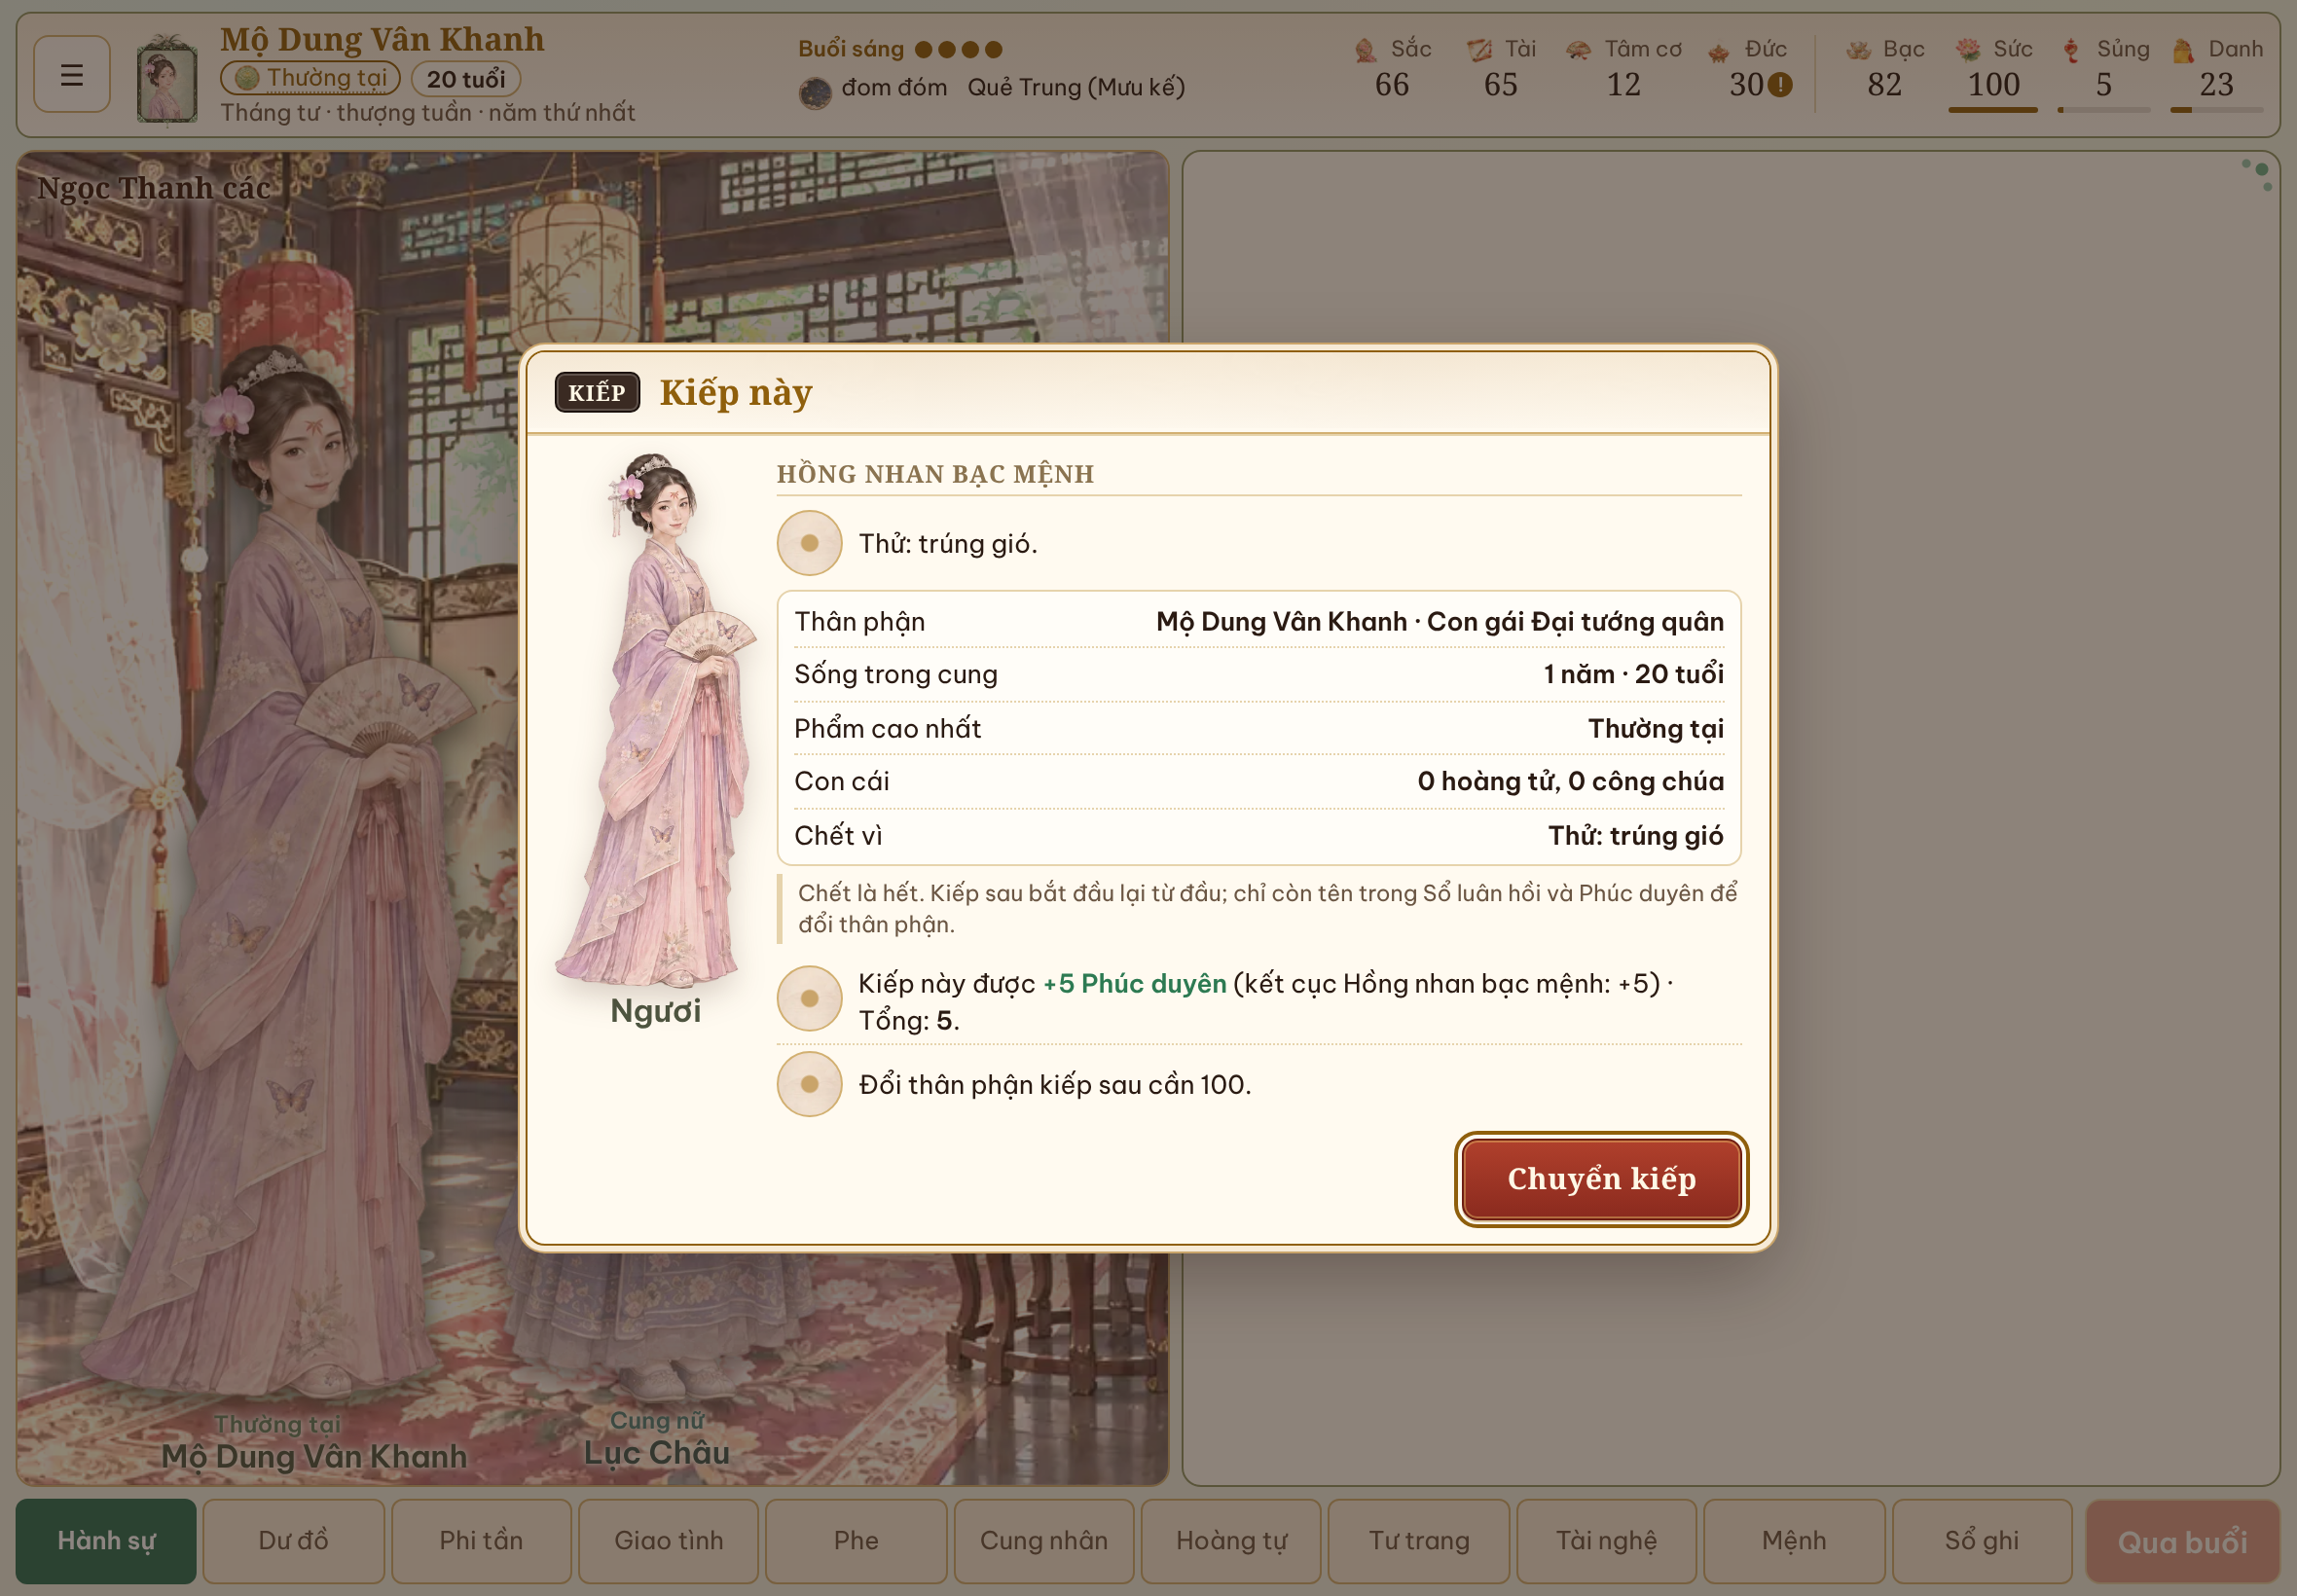 Mộ Dung Vân Khanh
Thường tại
20 tuổi
Tháng tư · thượng tuần · năm thứ nhất
Buổi sáng
đom đóm Quẻ Trung (Mưu kế)
Sắc
66
Tài
65
Tâm cơ
12
Đức
30!
Bạc
82
Sức
100
Sủng
5
Danh
23
Ngọc Thanh các
KIẾP Kiếp này
HỒNG NHAN BẠC MỆNH
Thử: trúng gió.
Thân phận Mộ Dung Vân Khanh · Con gái Đại tướng quân
Sống trong cung 1 năm · 20 tuổi
Phẩm cao nhất Thường tại
Con cái 0 hoàng tử, 0 công chúa
Chết vì Thử: trúng gió
Chết là hết. Kiếp sau bắt đầu lại từ đầu; chỉ còn tên trong Sổ luân hồi và Phúc duyên để
đổi thân phận.
Kiếp này được +5 Phúc duyên (kết cục Hồng nhan bạc mệnh: +5) ·
Tổng: 5.
Đổi thân phận kiếp sau cần 100.
Ngươi
Chuyển kiếp
Thường tại
Mộ Dung Vân Khanh
Cung nữ
Lục Châu
Hành sự
Dư đồ
Phi tần
Giao tình
Phe
Cung nhân
Hoàng tự
Tư trang
Tài nghệ
Mệnh
Sổ ghi
Qua buổi